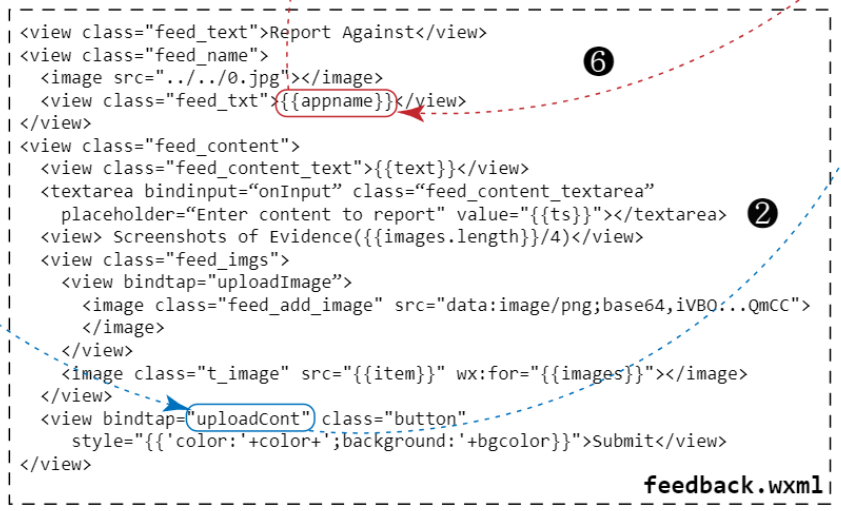 <view class="feed_text">Report Against</view>
<view class="feed_name">
<image src="../../0.jpg"></image>
<view class="feed_txt">{{appname}}</view>
</view>
<view class="feed_content">
<view class="feed_content_text">{{text}}</view>
<textarea bindinput=“onInput” class=“feed_content_textarea”
placeholder=“Enter content to report" value="{{ts}}"></textarea>
<view> Screenshots of Evidence({{images.length}}/4)</view>
<view class="feed_imgs">
<view bindtap="uploadImage”>
<image class="feed_add_image" src="data:image/png;base64,iVBO...QmCC">
</image>
</view>
<image class="t_image" src="{{item}}" wx:for="{{images}}"></image>
</view>
<view bindtap="uploadCont" class="button"
style="{{'color:'+color+';background:'+bgcolor}}">Submit</view>
</view>
❻
❷
feedback.wxml